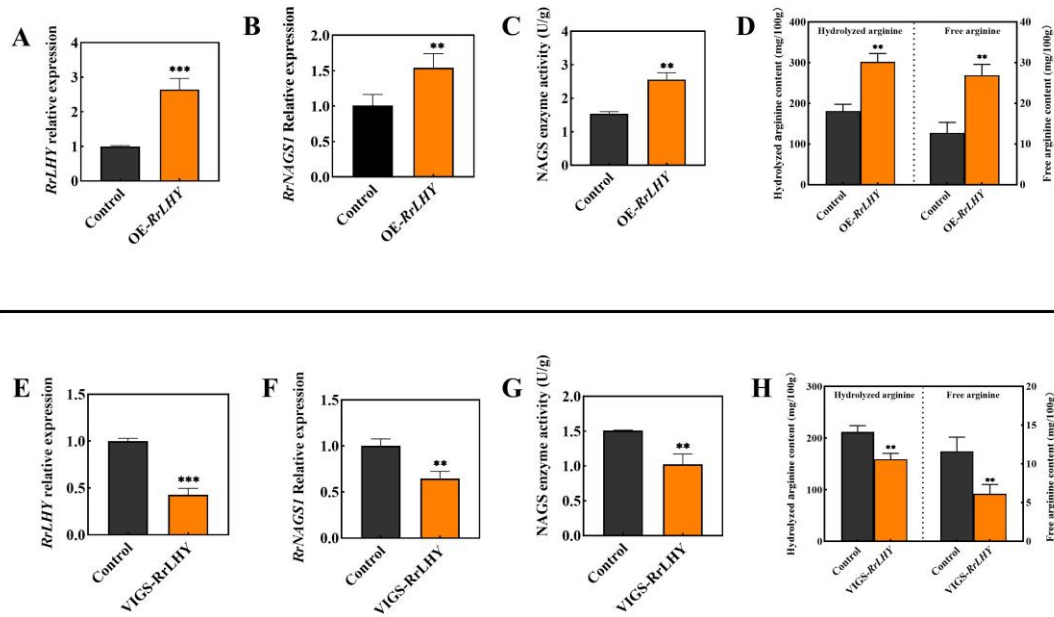 A
RrLHY relative expression
4
3
2
1
0
***
Control
OE-RrLHY
B
RrNAGS1 Relative expression
2.0
1.5
1.0
0.5
0.0
**
Control
OE-RrLHY
C
NAGS enzyme activity (U/g)
4
3
2
1
0
**
Control
OE-RrLHY
D
Hydrolyzed arginine content (mg/100g)
400
300
200
100
0
Hydrolyzed arginine
Free arginine
**
**
40
30
20
10
0
Free arginine content (mg/100g)
Control
OE-RrLHY
Control
OE-RrLHY
E
RrLHY relative expression
1.5
1.0
0.5
0.0
***
Control
VIGS-RrLHY
F
RrNAGS1 Relative expression
1.5
1.0
0.5
0.0
**
Control
VIGS-RrLHY
G
NAGS enzyme activity (U/g)
2.0
1.5
1.0
0.5
0.0
**
Control
VIGS-RrLHY
H
Hydrolyzed arginine content (mg/100g)
300
200
100
0
Hydrolyzed arginine
Free arginine
**
**
20
15
10
5
0
Free arginine content (mg/100g)
Control
VIGS-RrLHY
Control
VIGS-RrLHY